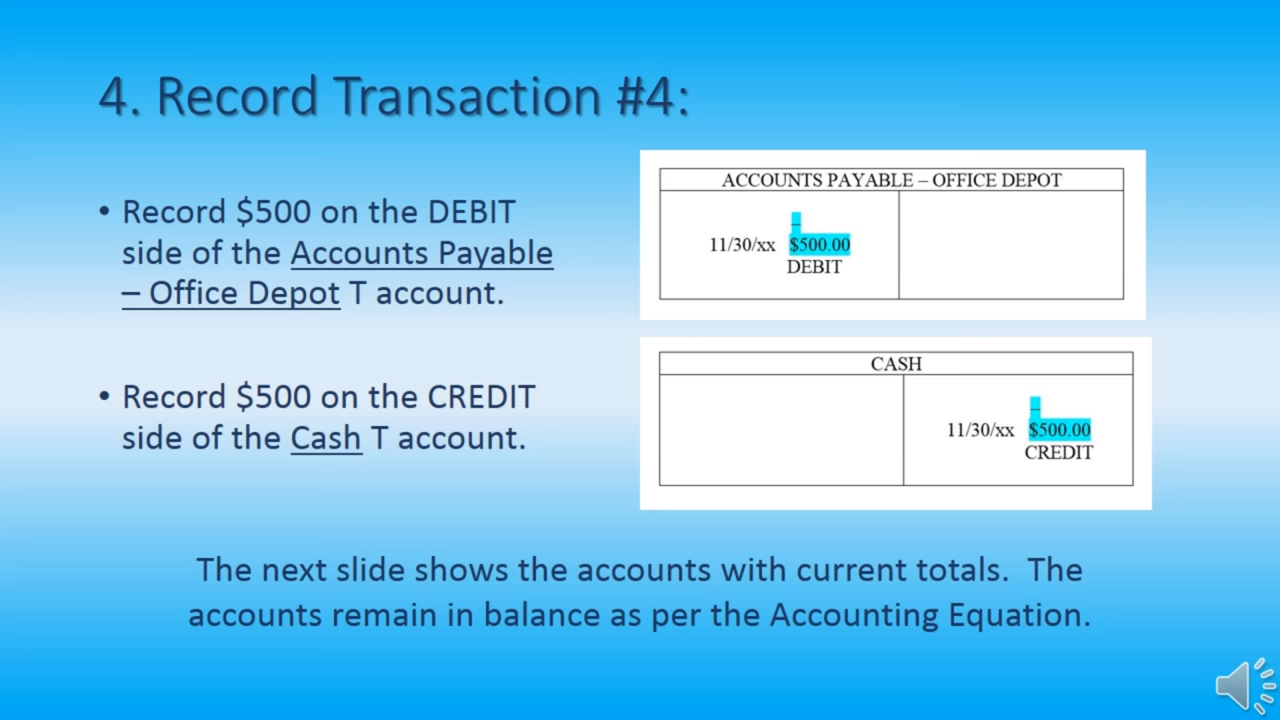 4. Record Transaction #4:
• Record $500 on the DEBIT
side of the Accounts Payable
– Office Depot T account.
ACCOUNTS PAYABLE – OFFICE DEPOT
–
11/30/xx $500.00
DEBIT
• Record $500 on the CREDIT
side of the Cash T account.
CASH
–
11/30/xx $500.00
CREDIT
The next slide shows the accounts with current totals. The
accounts remain in balance as per the Accounting Equation.